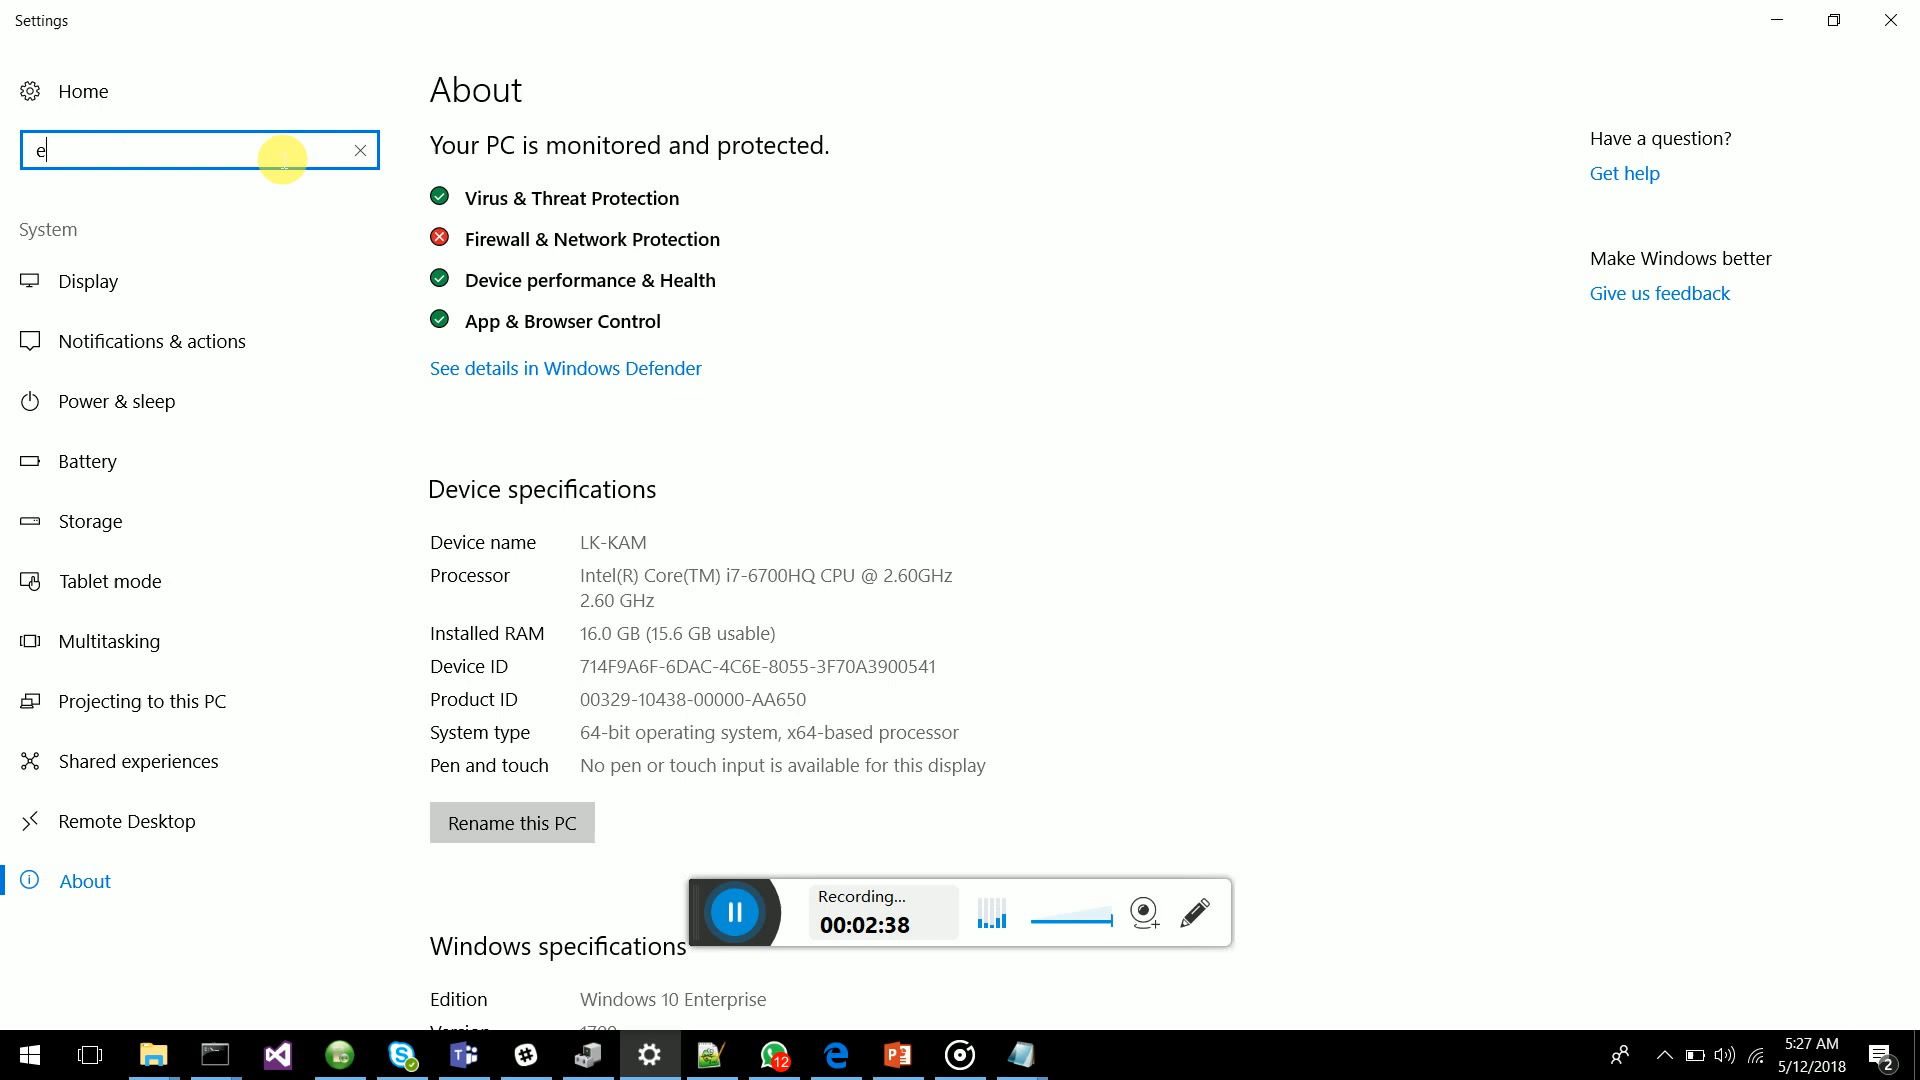 Settings
Home
e
System
Display
Notifications & actions
Power & sleep
Battery
Storage
Tablet mode
Multitasking
Projecting to this PC
Shared experiences
Remote Desktop
About
About
Your PC is monitored and protected.
Virus & Threat Protection
Firewall & Network Protection
Device performance & Health
App & Browser Control
See details in Windows Defender
Device specifications
Device name LK-KAM
Processor Intel(R) Core(TM) i7-6700HQ CPU @ 2.60GHz
2.60 GHz
Installed RAM 16.0 GB (15.6 GB usable)
Device ID 714F9A6F-6DAC-4C6E-8055-3F70A3900541
Product ID 00329-10438-00000-AA650
System type 64-bit operating system, x64-based processor
Pen and touch No pen or touch input is available for this display
Rename this PC
Windows specifications
Edition Windows 10 Enterprise
Have a question?
Get help
Make Windows better
Give us feedback
Recording...
00:02:38
12
5:27 AM
5/12/2018
2